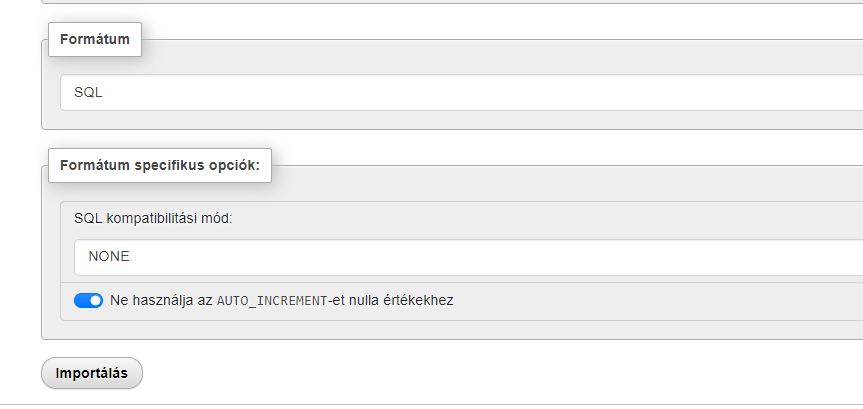 Formátum
SQL
Formátum specifikus opciók:
SQL kompatibilitási mód:
NONE
Ne használja az AUTO_INCREMENT-et nulla értékekhez
Importálás